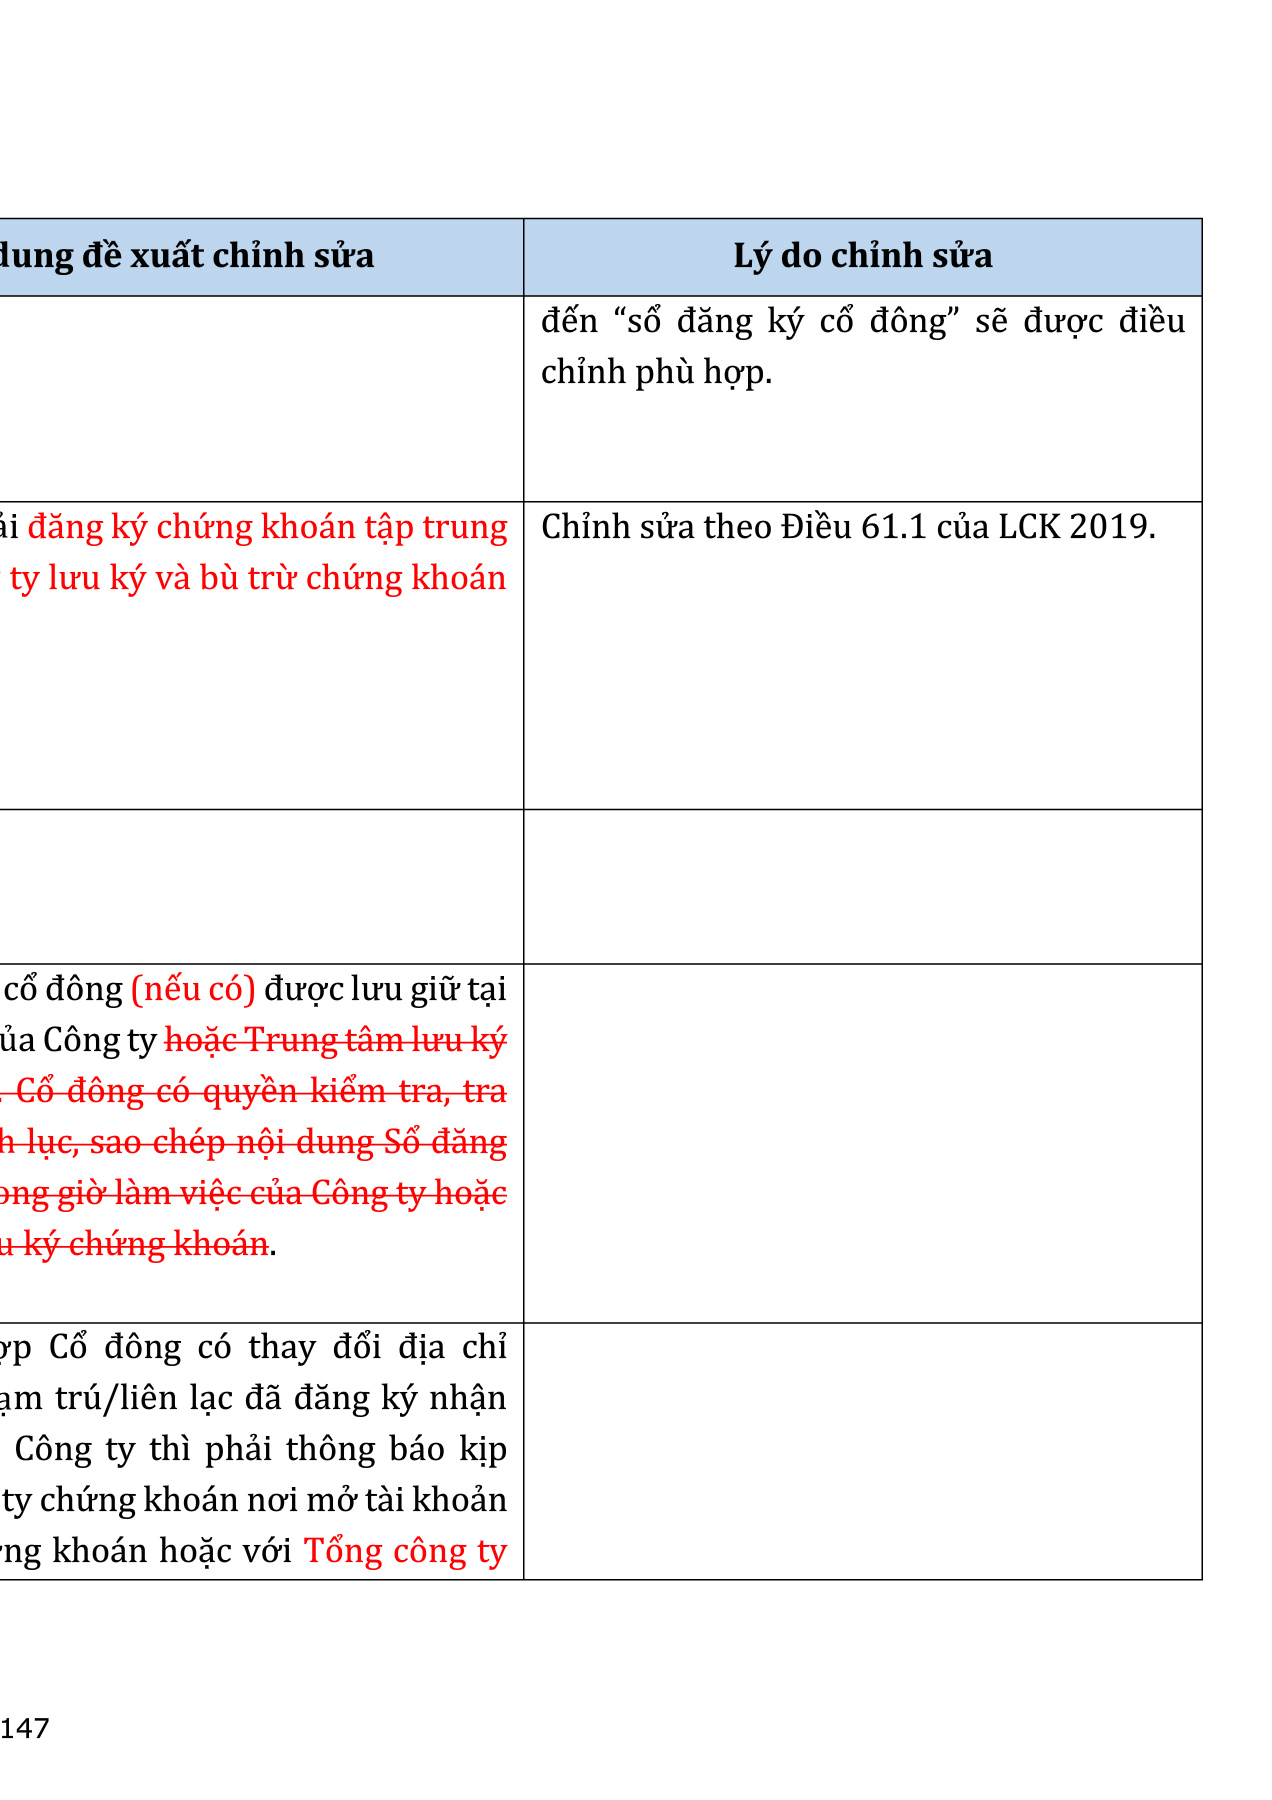 dung đề xuất chỉnh sửa
Lý do chỉnh sửa
đến “sổ đăng ký cổ đông” sẽ được điều
chỉnh phù hợp.
đăng ký chứng khoán tập trung
ty lưu ký và bù trừ chứng khoán
Chỉnh sửa theo Điều 61.1 của LCK 2019.
cổ đông (nếu có) được lưu giữ tại
của Công ty hoặc Trung tâm lưu ký
. Cổ đông có quyền kiểm tra, tra
lục, sao chép nội dung Sổ đăng
giờ làm việc của Công ty hoặc
ký chứng khoán.
Cổ đông có thay đổi địa chỉ
trú/liên lạc đã đăng ký nhận
Công ty thì phải thông báo kịp
ty chứng khoán nơi mở tài khoản
khoán hoặc với Tổng công ty
147